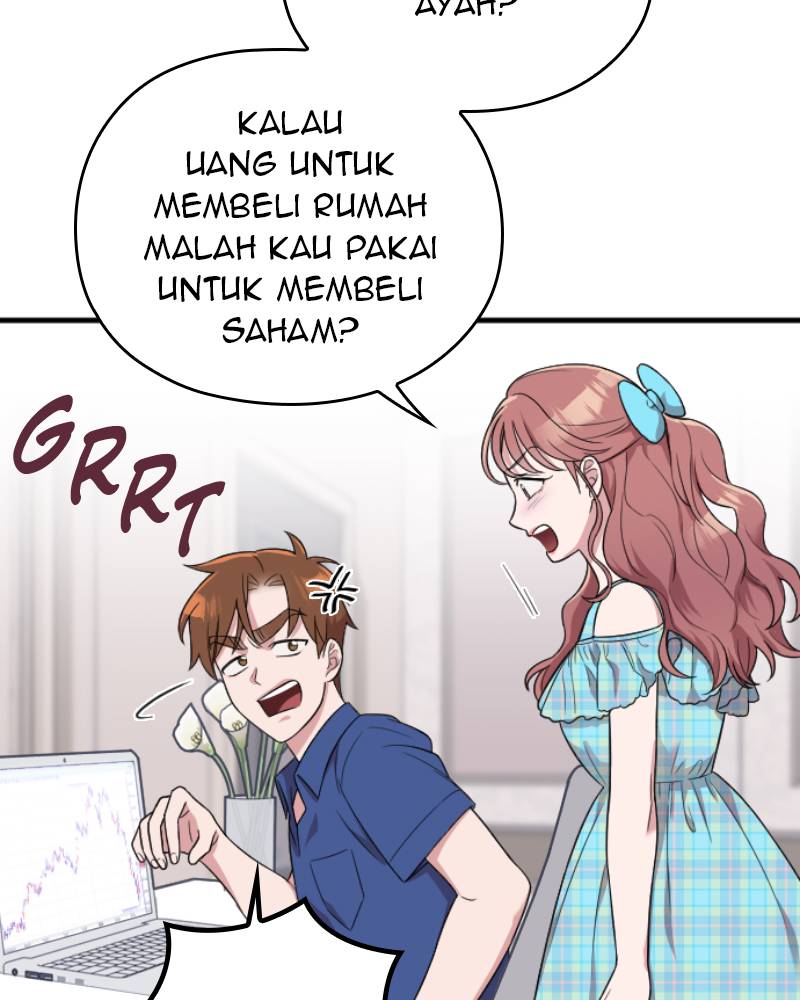 AYAH?
KALAU
UANG UNTUK
MEMBELI RUMAH
MALAH KAU PAKAI
UNTUK MEMBELI
SAHAM?
GRRT